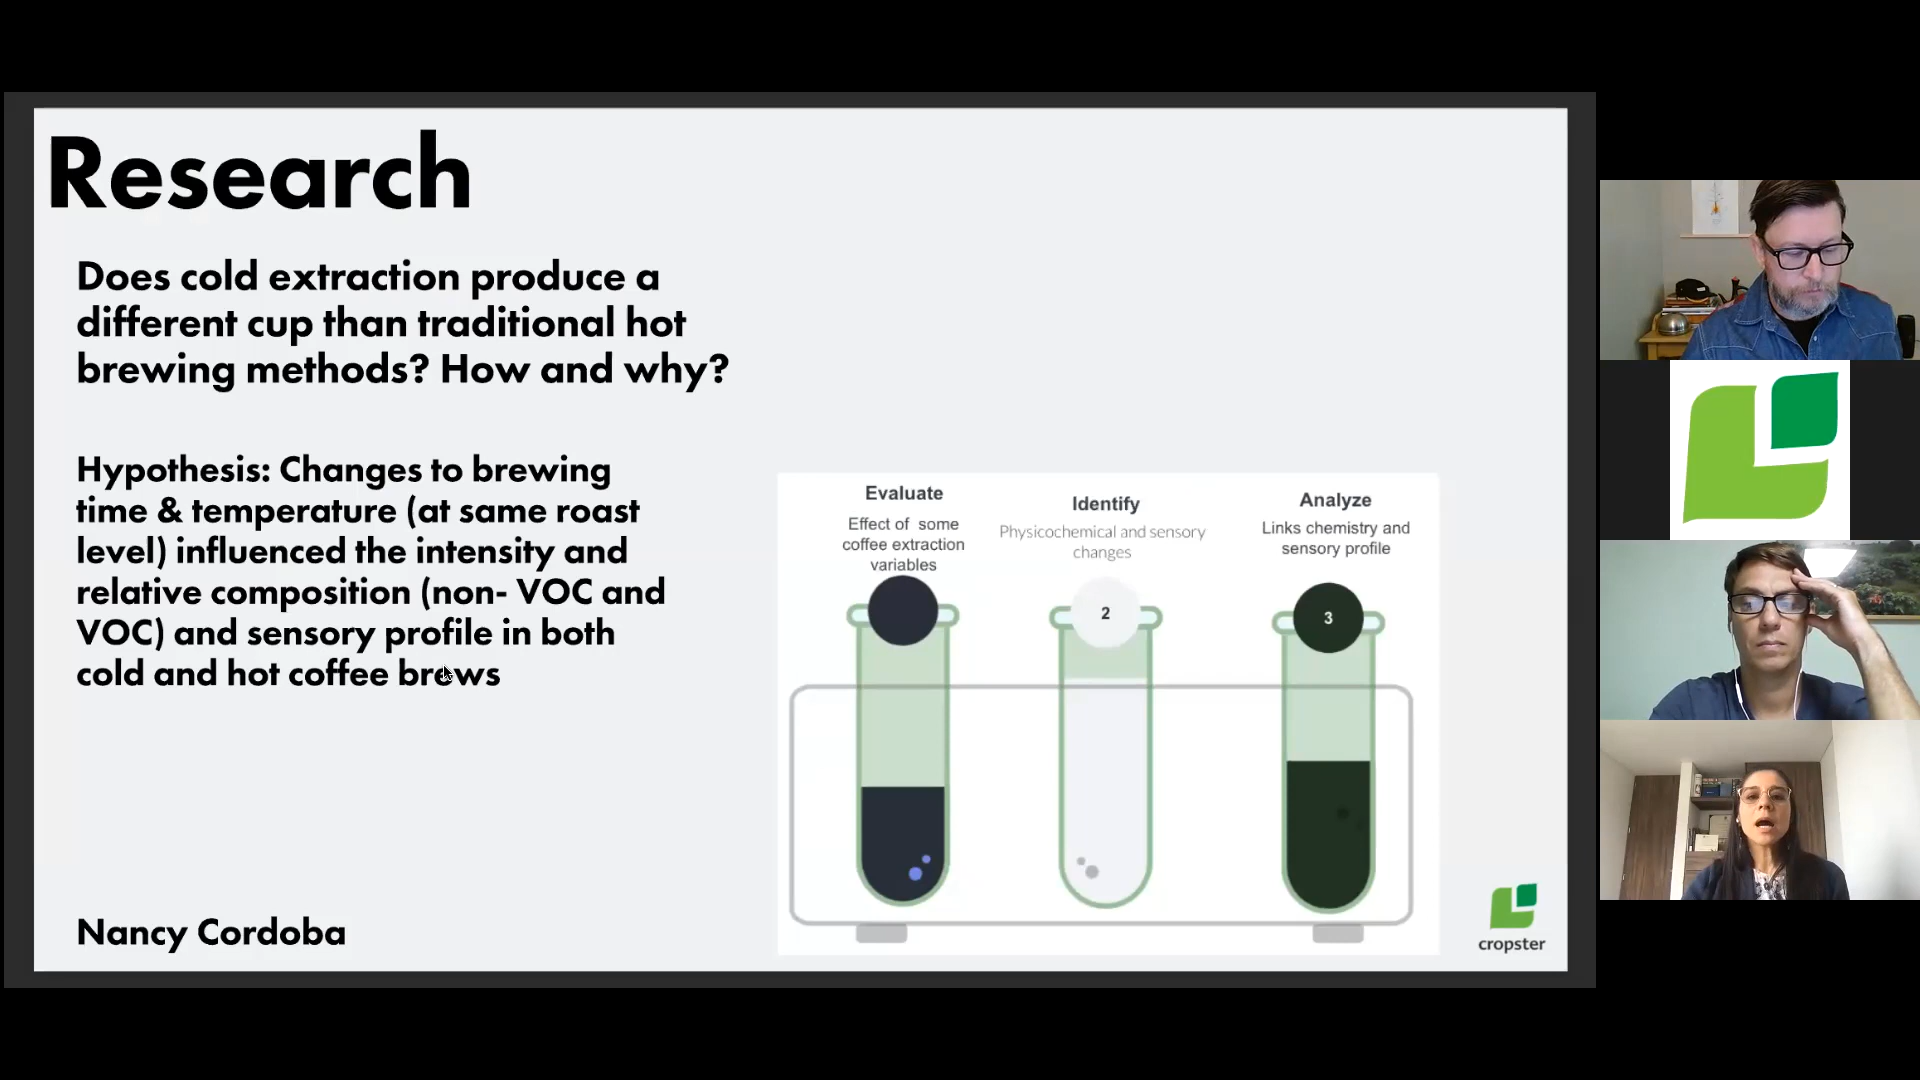 Research
Does cold extraction produce a
different cup than traditional hot
brewing methods? How and why?
Hypothesis: Changes to brewing
time & temperature (at same roast
level) influenced the intensity and
relative composition (non- VOC and
VOC) and sensory profile in both
cold and hot coffee brews
Nancy Cordoba
Evaluate
Effect of some
coffee extraction
variables
Identify
Physicochemical and sensory
changes
2
Analyze
Links chemistry and
sensory profile
3
cropster